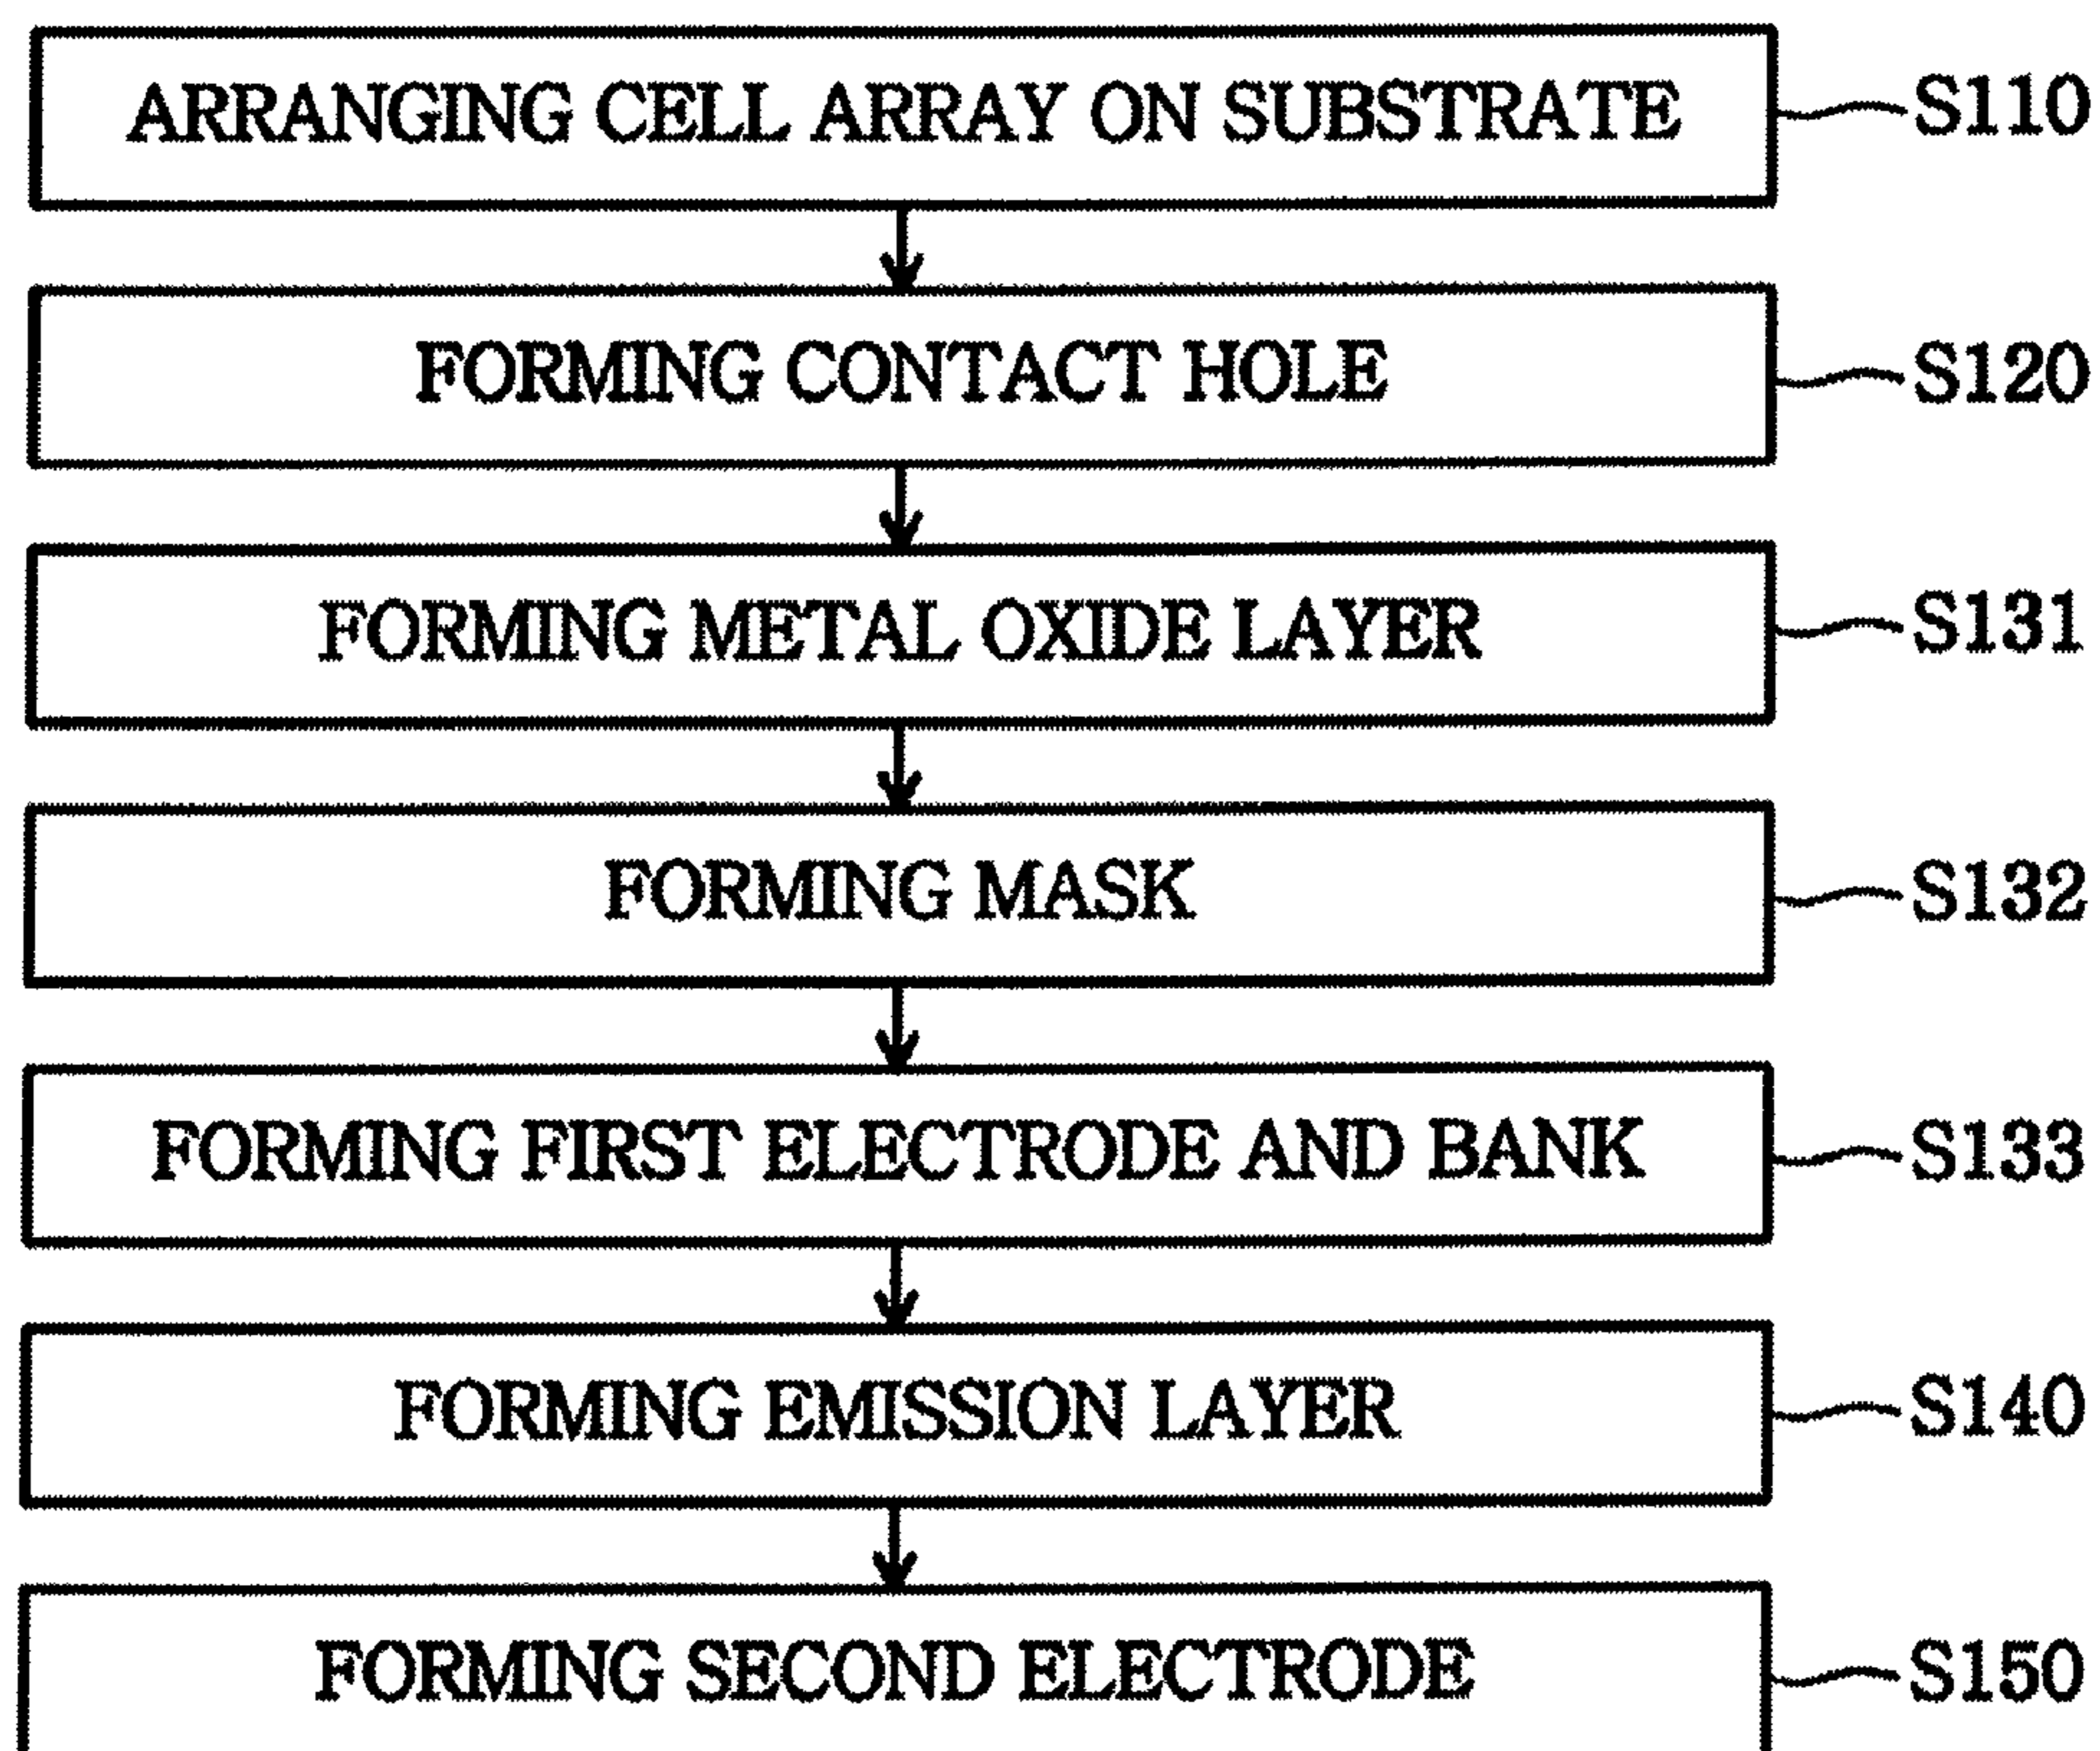 ARRANGING CELL ARRAY ON SUBSTRATE S110
FORMING CONTACT HOLE S120
FORMING METAL OXIDE LAYER S131
FORMING MASK S132
FORMING FIRST ELECTRODE AND BANK S133
FORMING EMISSION LAYER S140
FORMING SECOND ELECTRODE S150